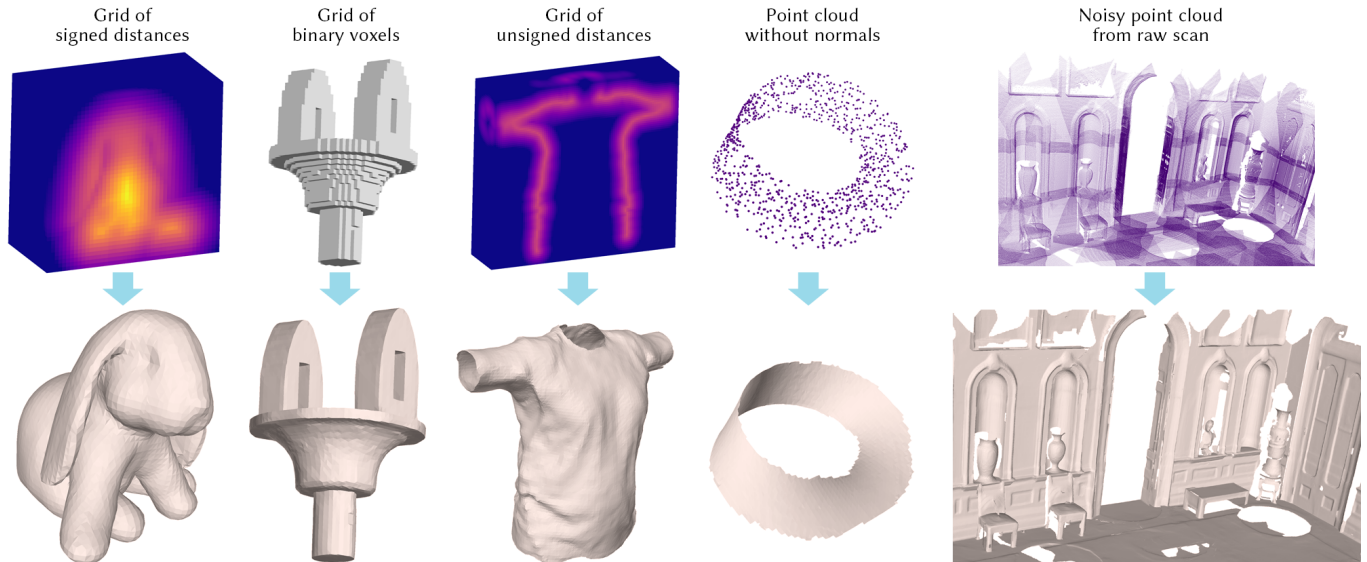 Grid of
signed distances
Grid of
binary voxels
Grid of
unsigned distances
Point cloud
without normals
Noisy point cloud
from raw scan